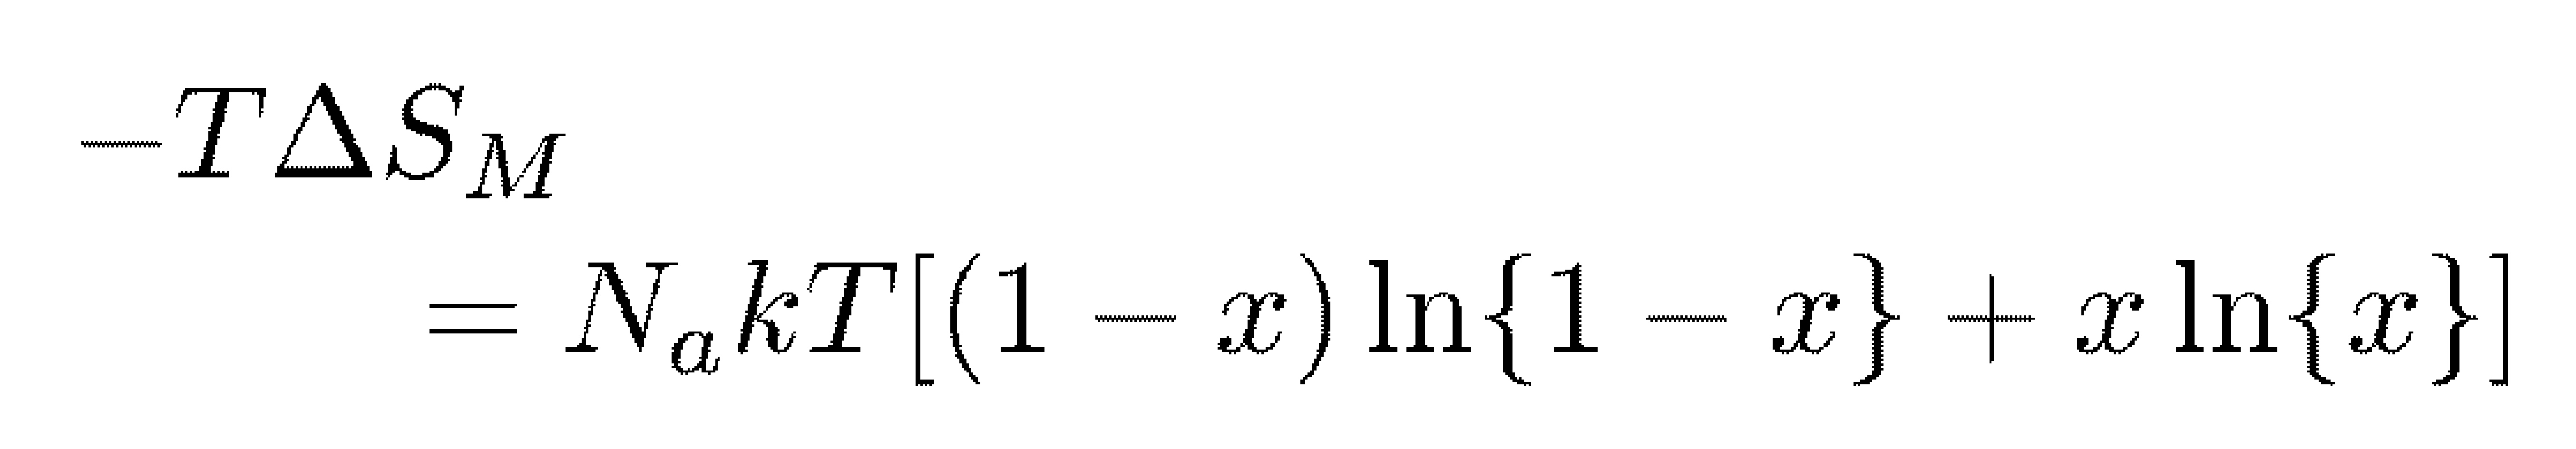 −TΔS_M
= N_a kT[(1 − x) ln{1 − x} + x ln{x}]